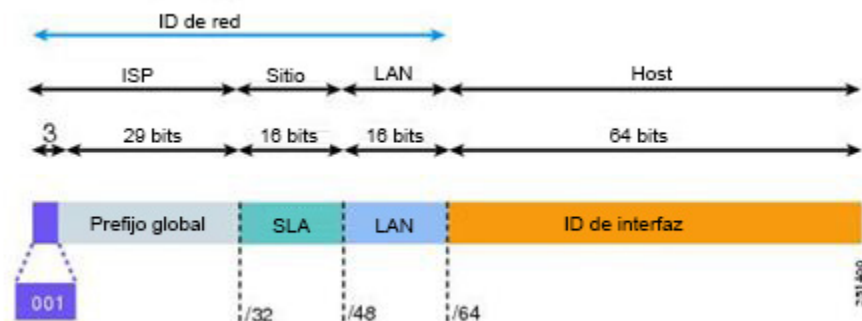 ID de red
ISP Sitio LAN Host
3 29 bits 16 bits 16 bits 64 bits
Prefijo global SLA LAN ID de interfaz
001
/32 /48 /64